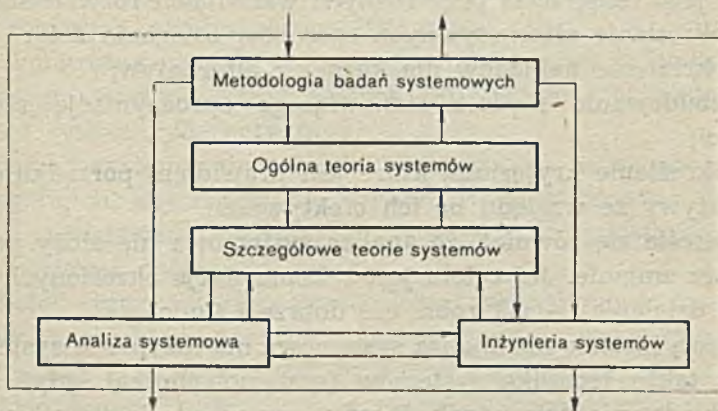 Metodologia badań systemowych
Ogólna teoria systemów
Szczegółowe teorie systemów
Analiza systemowa
Inżynieria systemów